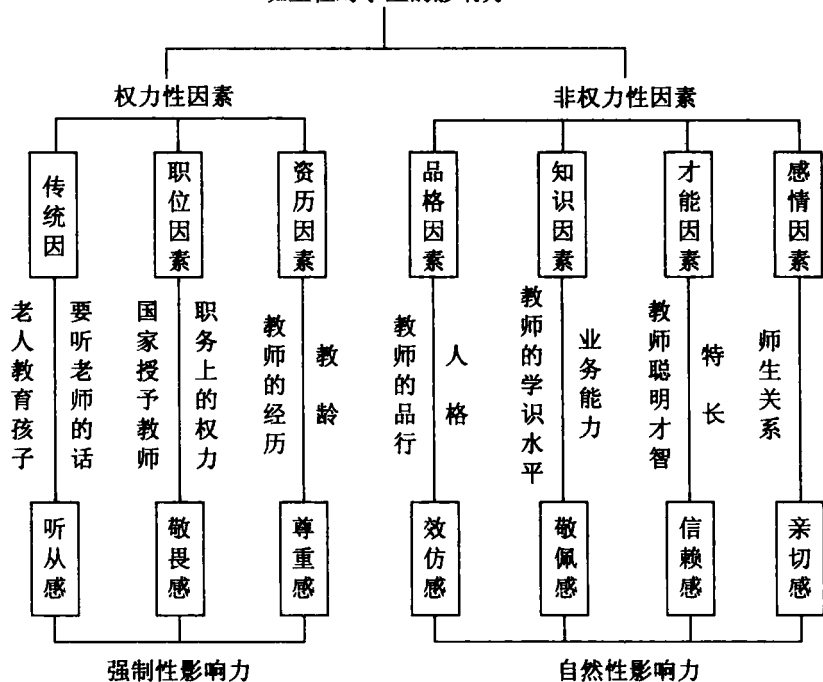 权力性因素
非权力性因素
传统因
职位因素
资历因素
品格因素
知识因素
才能因素
感情因素
老人教育孩子
要听老师的话
国家授予教师
职务上的权力
教师的经历
教龄
教师的品行
人格
教师的学识水平
业务能力
教师聪明才智
特长
师生关系
听从感
敬畏感
尊重感
效仿感
敬佩感
信赖感
亲切感
强制性影响力
自然性影响力